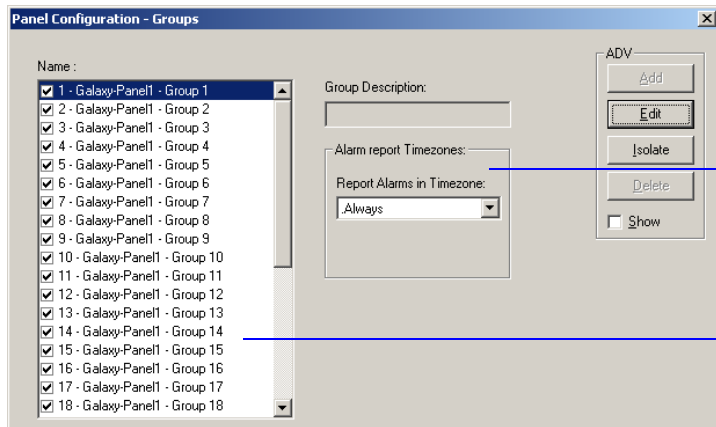 Panel Configuration - Groups
Name :
1 - Galaxy-Panel1 - Group 1
2 - Galaxy-Panel1 - Group 2
3 - Galaxy-Panel1 - Group 3
4 - Galaxy-Panel1 - Group 4
5 - Galaxy-Panel1 - Group 5
6 - Galaxy-Panel1 - Group 6
7 - Galaxy-Panel1 - Group 7
8 - Galaxy-Panel1 - Group 8
9 - Galaxy-Panel1 - Group 9
10 - Galaxy-Panel1 - Group 10
11 - Galaxy-Panel1 - Group 11
12 - Galaxy-Panel1 - Group 12
13 - Galaxy-Panel1 - Group 13
14 - Galaxy-Panel1 - Group 14
15 - Galaxy-Panel1 - Group 15
16 - Galaxy-Panel1 - Group 16
17 - Galaxy-Panel1 - Group 17
18 - Galaxy-Panel1 - Group 18
Group Description:
Alarm report Timezones:
Report Alarms in Timezone:
.Always
ADV
Add
Edit
Isolate
Delete
Show